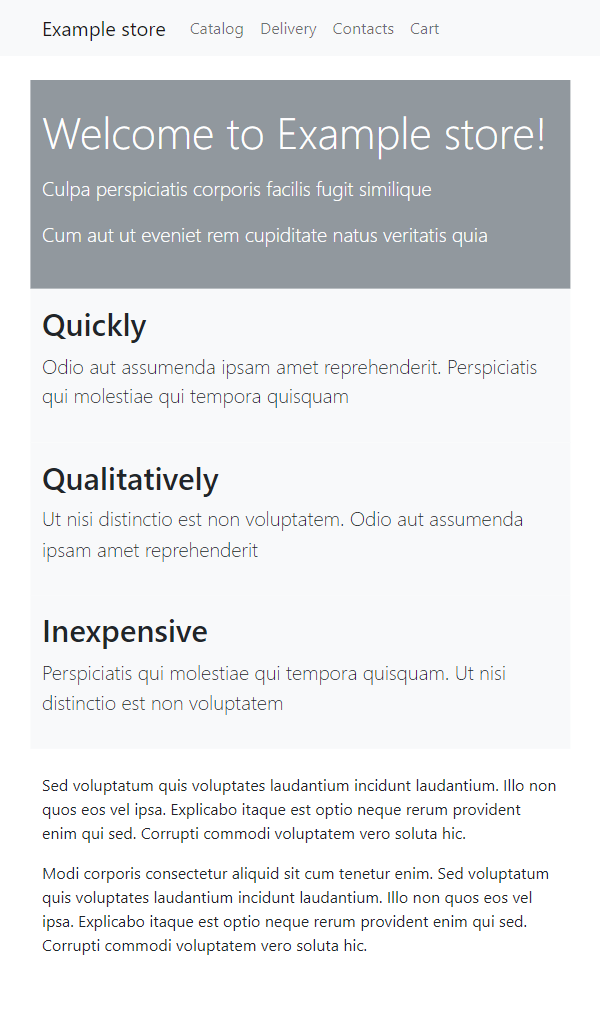 Example store Catalog Delivery Contacts Cart
Welcome to Example store!
Culpa perspiciatis corporis facilis fugit similique
Cum aut ut eveniet rem cupiditate natus veritatis quia
Quickly
Odio aut assumenda ipsam amet reprehenderit. Perspiciatis
qui molestiae qui tempora quisquam
Qualitatively
Ut nisi distinctio est non voluptatem. Odio aut assumenda
ipsam amet reprehenderit
Inexpensive
Perspiciatis qui molestiae qui tempora quisquam. Ut nisi
distinctio est non voluptatem
Sed voluptatum quis voluptates laudantium incidunt laudantium. Illo non
quos eos vel ipsa. Explicabo itaque est optio neque rerum provident
enim qui sed. Corrupti commodi voluptatem vero soluta hic.
Modi corporis consectetur aliquid sit cum tenetur enim. Sed voluptatum
quis voluptates laudantium incidunt laudantium. Illo non quos eos vel
ipsa. Explicabo itaque est optio neque rerum provident enim qui sed.
Corrupti commodi voluptatem vero soluta hic.